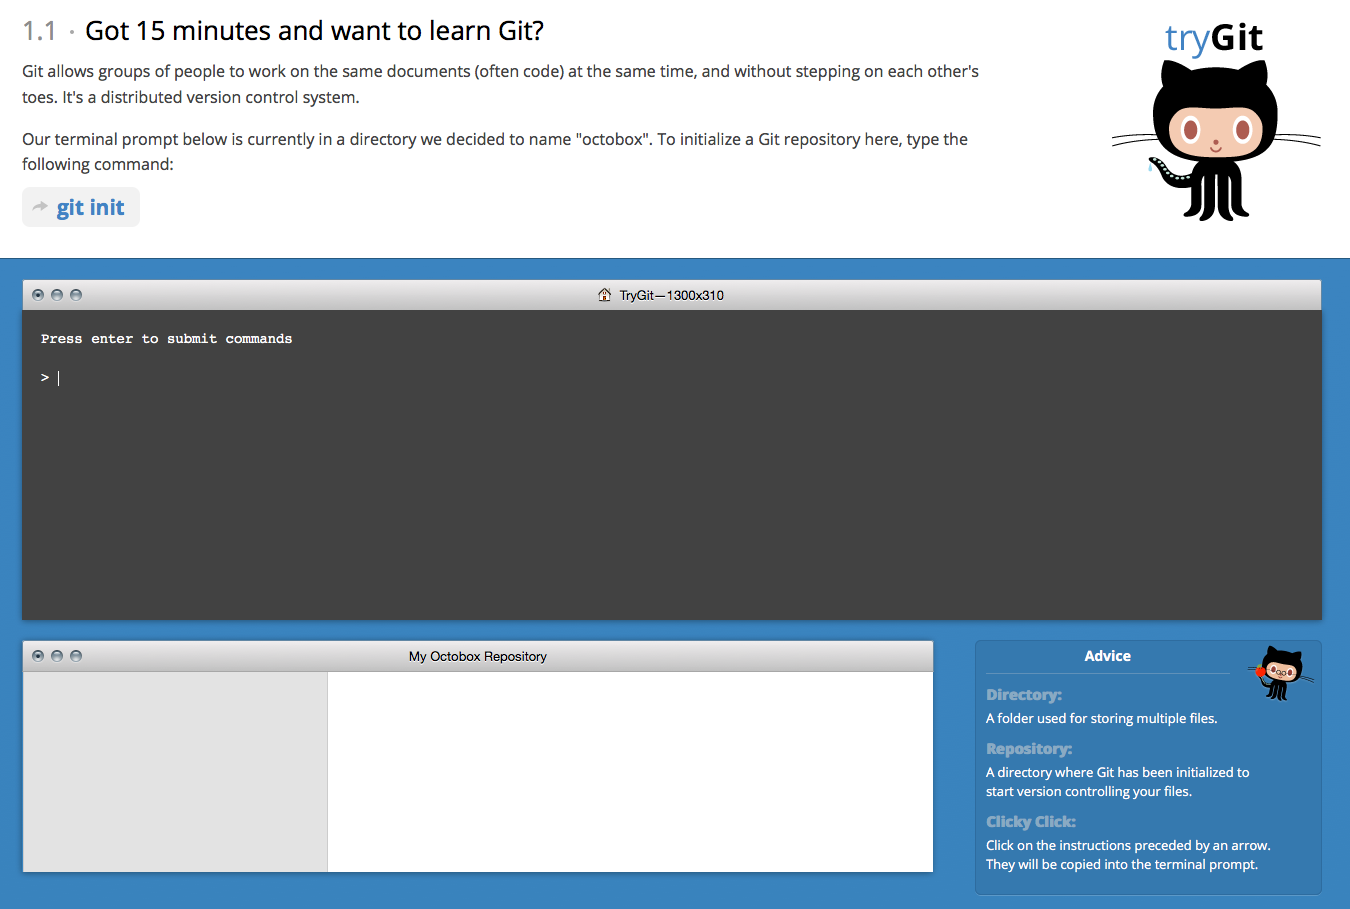 1.1 · Got 15 minutes and want to learn Git?
tryGit
Git allows groups of people to work on the same documents (often code) at the same time, and without stepping on each other's
toes. It's a distributed version control system.
Our terminal prompt below is currently in a directory we decided to name "octobox". To initialize a Git repository here, type the
following command:
git init
TryGit—1300x310
Press enter to submit commands
>
My Octobox Repository
Advice
Directory:
A folder used for storing multiple files.
Repository:
A directory where Git has been initialized to
start version controlling your files.
Clicky Click:
Click on the instructions preceded by an arrow.
They will be copied into the terminal prompt.